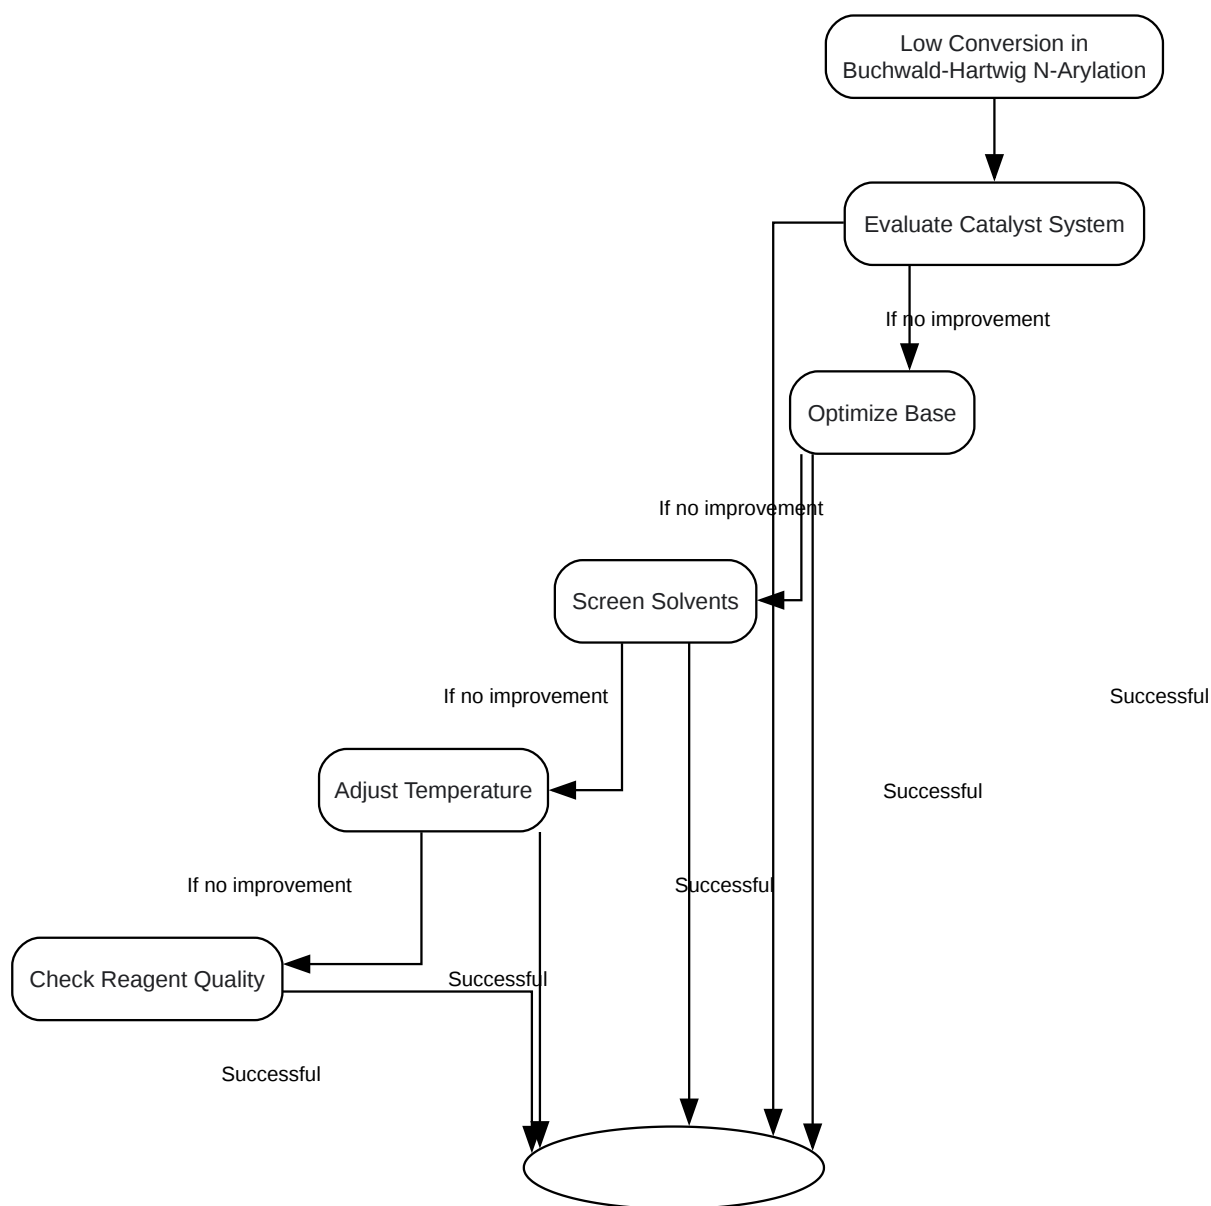 Low Conversion in
Buchwald-Hartwig N-Arylation
Evaluate Catalyst System
If no improvement
Optimize Base
If no improvement
Screen Solvents
If no improvement
Successful
Adjust Temperature
Successful
If no improvement
Successful
Check Reagent Quality
Successful
Successful